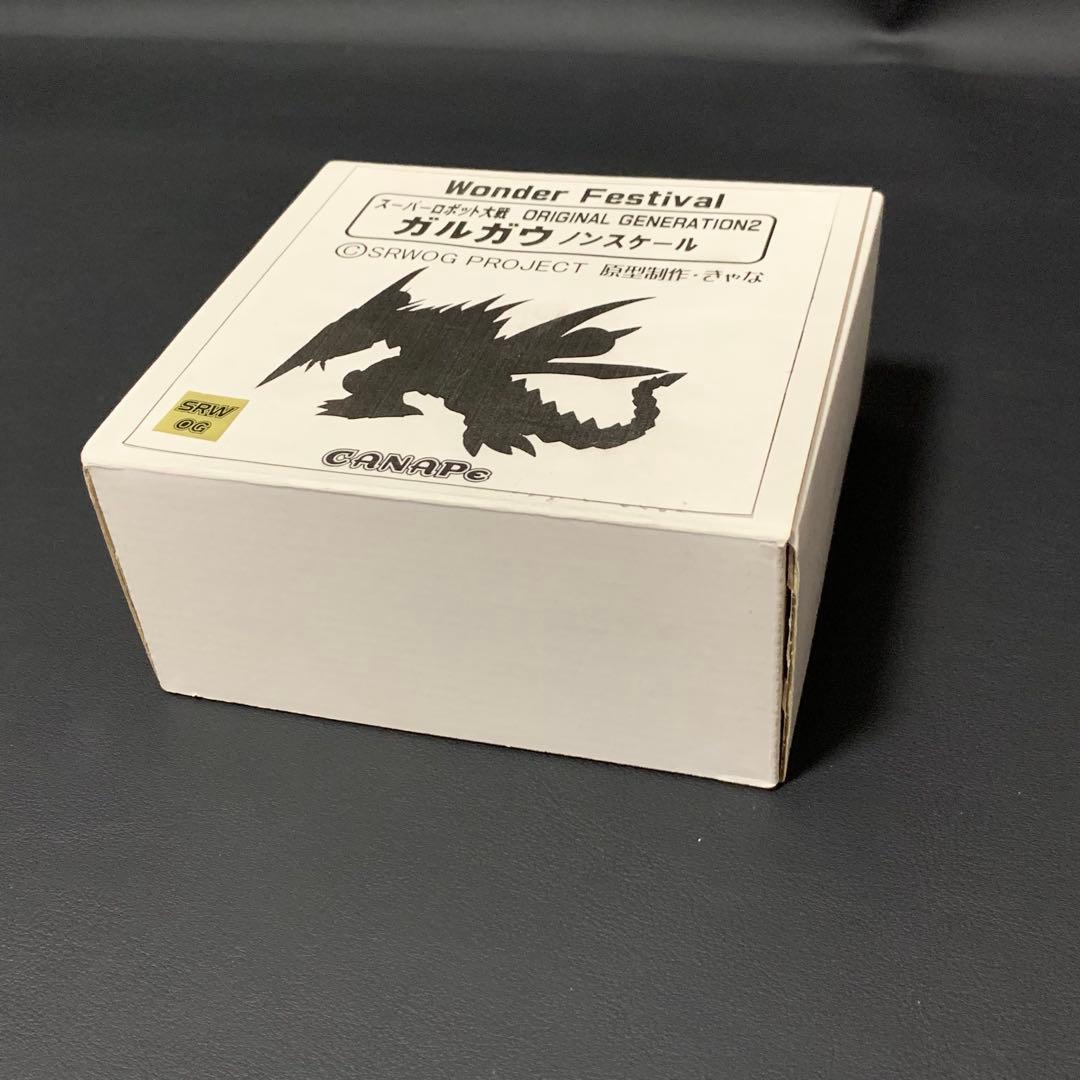 Wonder Festival
スーパーロボット大戦 ORIGINAL GENERATION2
ガルガウ ノンスケール
©SRWOG PROJECT 原型制作・きゃな
SRW
OG
CANAPe